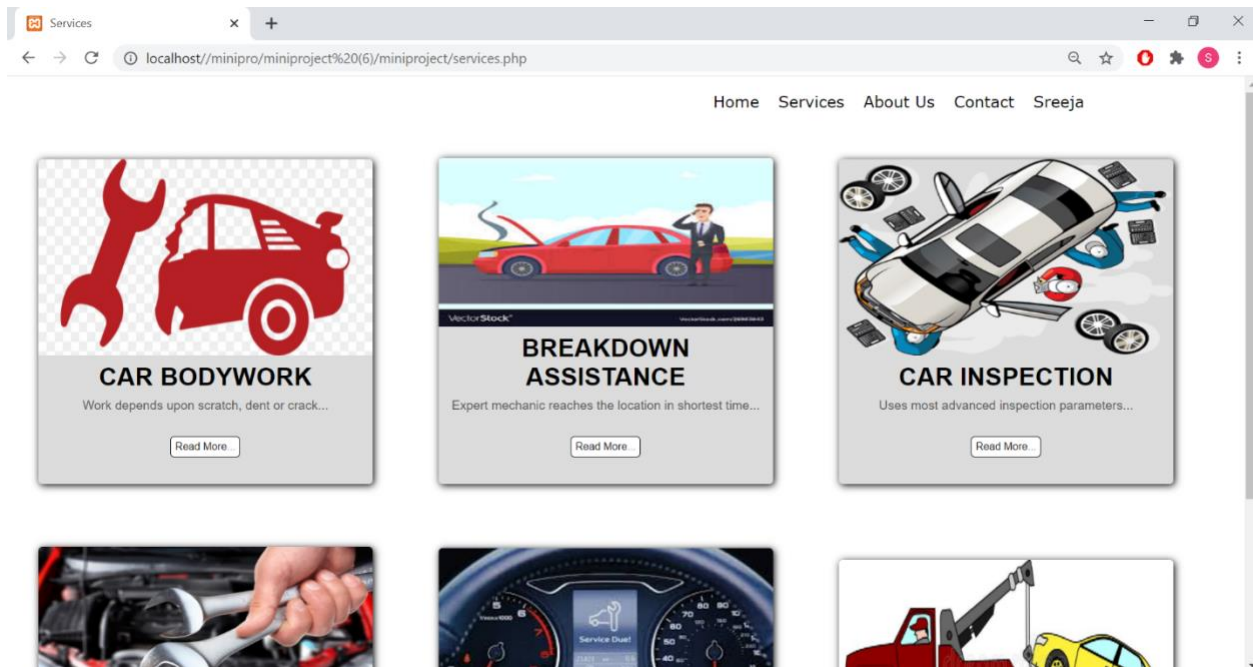 Services
localhost//minipro/miniproject%20(6)/miniproject/services.php
S
Home Services About Us Contact Sreeja
VectorStock
CAR BODYWORK
Work depends upon scratch, dent or crack...
Read More...
BREAKDOWN
ASSISTANCE
Expert mechanic reaches the location in shortest time...
Read More...
CAR INSPECTION
Uses most advanced inspection parameters...
Read More...
Service Due!